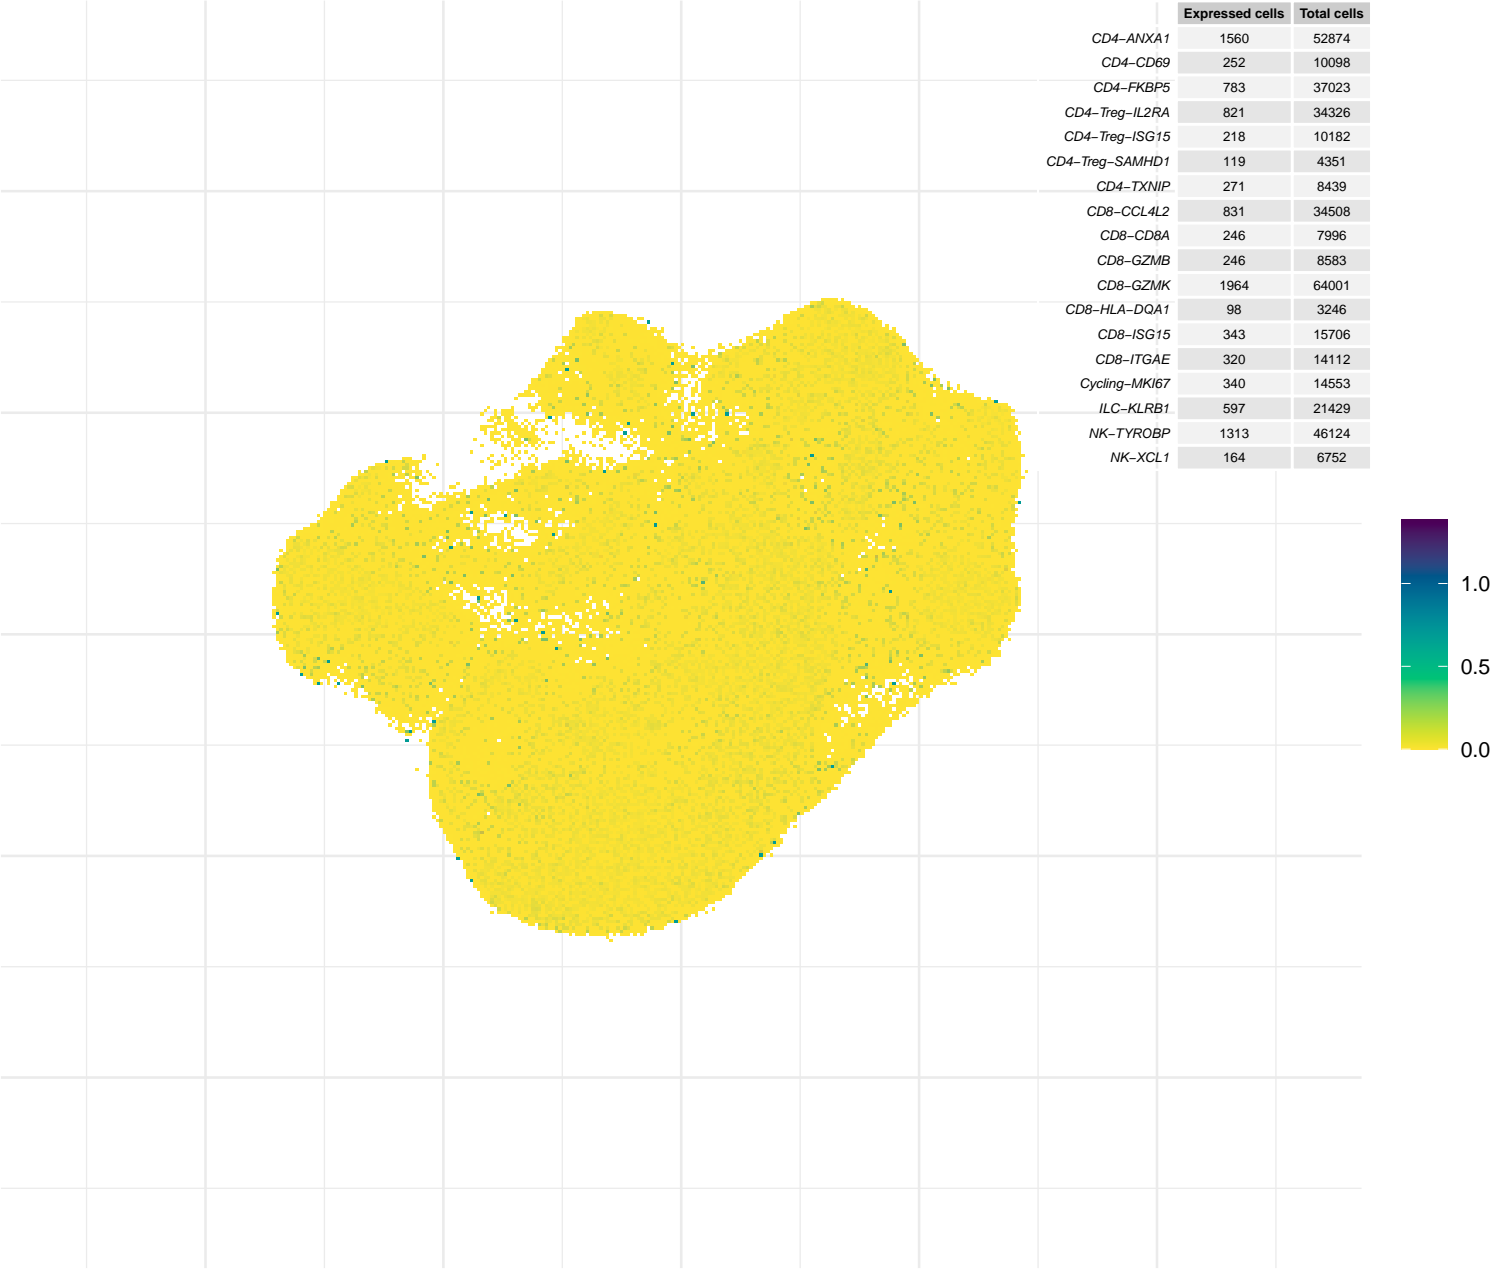 Expressed cells Total cells
CD4−ANXA1 1560 52874
CD4−CD69 252 10098
CD4−FKBP5 783 37023
CD4−Treg−IL2RA 821 34326
CD4−Treg−ISG15 218 10182
CD4−Treg−SAMHD1 119 4351
CD4−TXNIP 271 8439
CD8−CCL4L2 831 34508
CD8−CD8A 246 7996
CD8−GZMB 246 8583
CD8−GZMK 1964 64001
CD8−HLA−DQA1 98 3246
CD8−ISG15 343 15706
CD8−ITGAE 320 14112
Cycling−MKI67 340 14553
ILC−KLRB1 597 21429
NK−TYROBP 1313 46124
NK−XCL1 164 6752
1.0
0.5
0.0